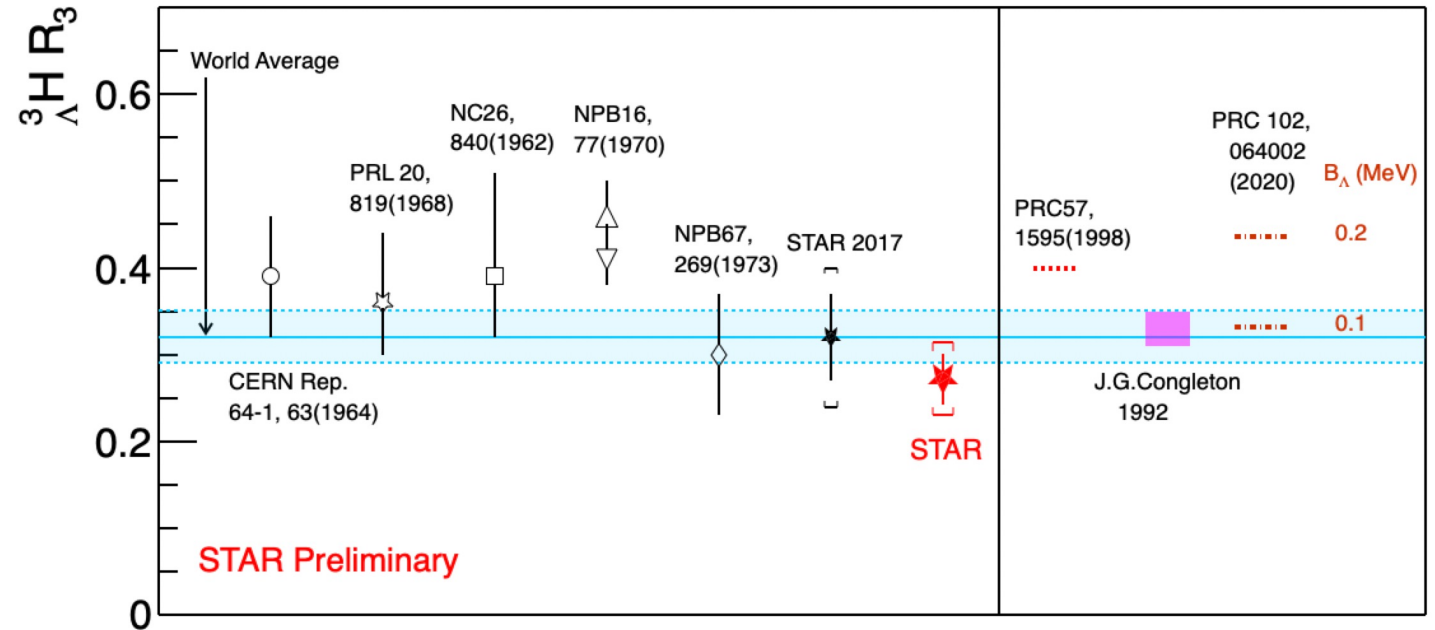 ³ΛH R₃
0.6
0.4
0.2
0
World Average
CERN Rep.
64-1, 63(1964)
PRL 20,
819(1968)
NC26,
840(1962)
NPB16,
77(1970)
NPB67,
269(1973)
STAR 2017
STAR
STAR Preliminary
PRC57,
1595(1998)
J.G.Congleton
1992
PRC 102,
064002
(2020)
BΛ (MeV)
0.2
0.1